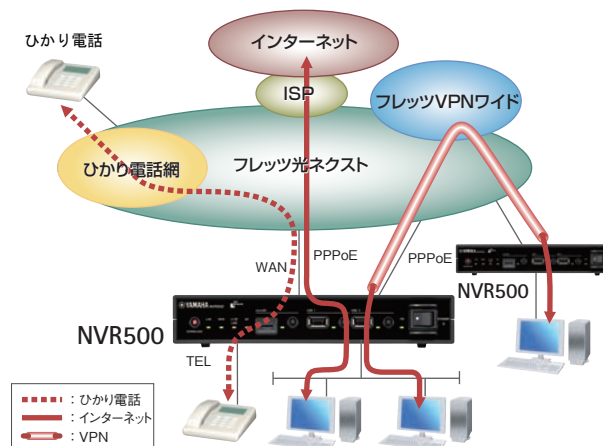 ひかり電話
インターネット
ISP
フレッツVPNワイド
ひかり電話網
フレッツ光ネクスト
WAN
PPPoE
PPPoE
YAMAHA
NVR500
NVR500
TEL
：ひかり電話
：インターネット
：VPN